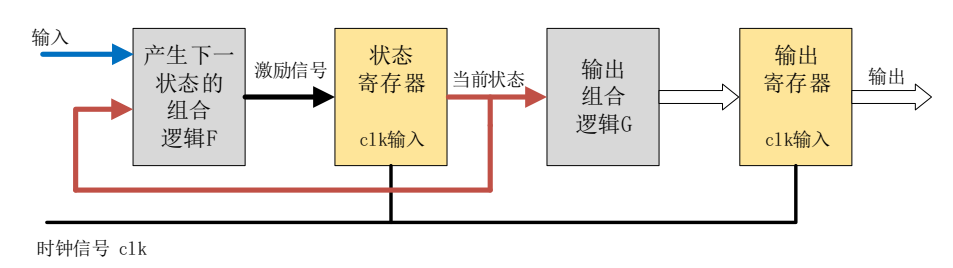 输入
产生下一
状态的
组合
逻辑F
激励信号
状态
寄存器
clk输入
当前状态
输出
组合
逻辑G
输出
寄存器
clk输入
输出
时钟信号 clk